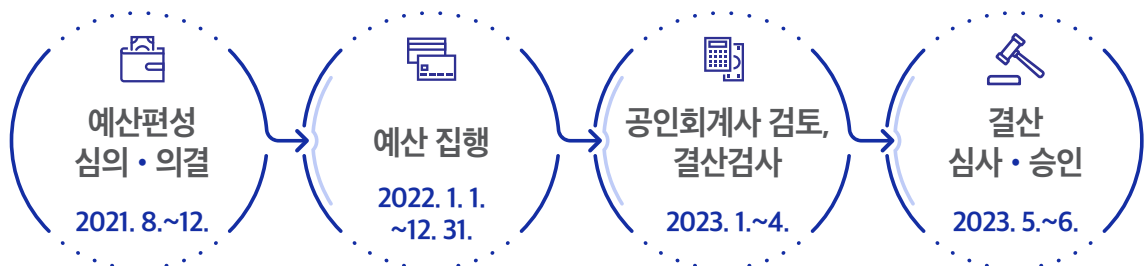 예산편성
심의 • 의결
2021. 8.~12.
예산 집행
2022. 1. 1.
~12. 31.
공인회계사 검토,
결산검사
2023. 1.~4.
결산
심사 • 승인
2023. 5.~6.